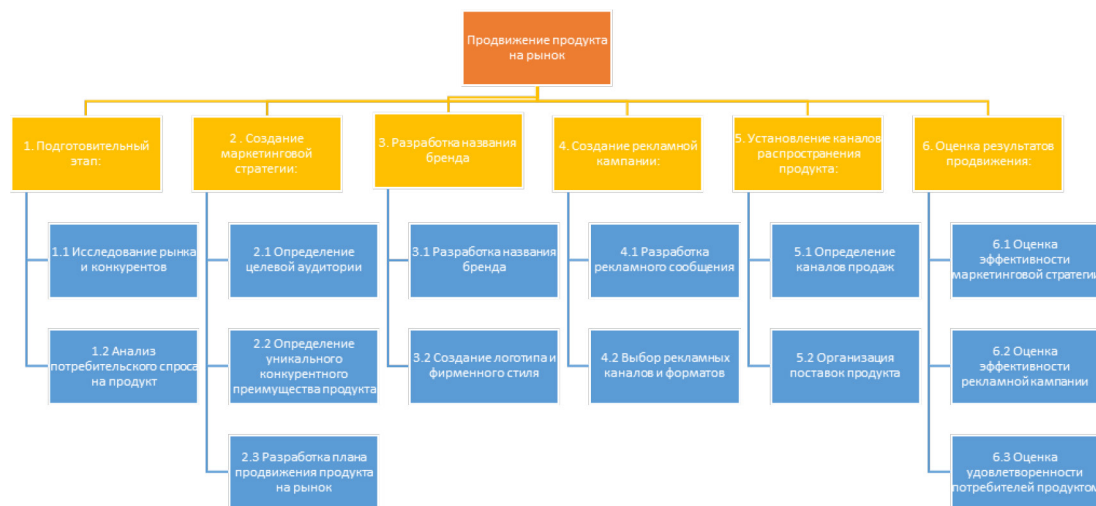 Продвижение продукта
на рынок
1. Подготовительный
этап:
2 . Создание
маркетинговой
стратегии:
3. Разработка названия
бренда
4. Создание рекламной
кампании:
5. Установление каналов
распространения
продукта:
6. Оценка результатов
продвижения:
1.1 Исследование рынка
и конкурентов
1.2 Анализ
потребительского спроса
на продукт
2.1 Определение
целевой аудитории
2.2 Определение
уникального
конкурентного
преимущества продукта
2.3 Разработка плана
продвижения продукта
на рынок
3.1 Разработка названия
бренда
3.2 Создание логотипа и
фирменного стиля
4.1 Разработка
рекламного сообщения
4.2 Выбор рекламных
каналов и форматов
5.1 Определение
каналов продаж
5.2 Организация
поставок продукта
6.1 Оценка
эффективности
маркетинговой стратегии
6.2 Оценка
эффективности
рекламной кампании
6.3 Оценка
удовлетворенности
потребителей продуктом